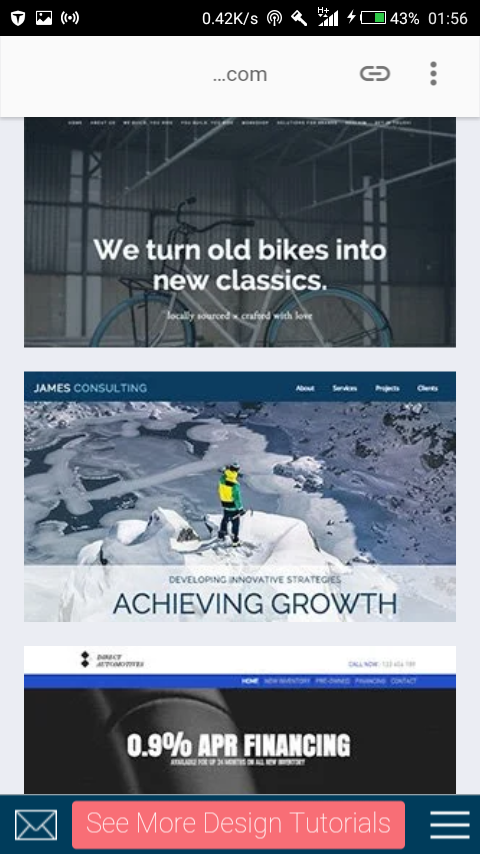 0.42K/s H+ 43% 01:56
...com
HOME ABOUT US WE BUILD, YOU RIDE YOU BUILD, YOU RIDE WORKSHOP SOLUTIONS FOR BRANDS GET IN TOUCH
We turn old bikes into
new classics.
locally sourced × crafted with love
JAMES CONSULTING About Services Projects Clients
DEVELOPING INNOVATIVE STRATEGIES
ACHIEVING GROWTH
DIRECT
AUTOMOTIVES
CALL NOW : 123 456 789
HOME NEW INVENTORY PRE-OWNED FINANCING CONTACT
0.9% APR FINANCING
AVAILABLE FOR UP 24 MONTHS ON ALL NEW INVENTORY
See More Design Tutorials